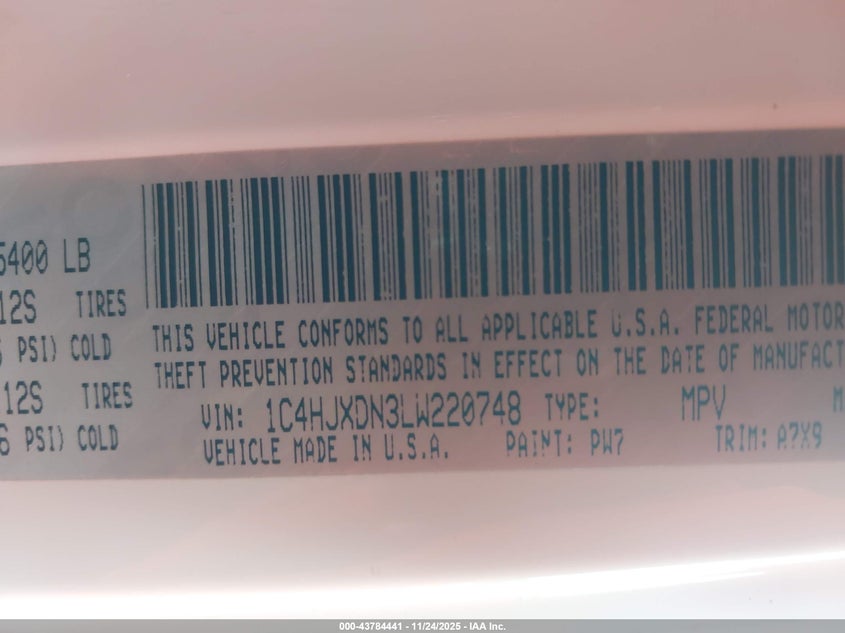 5400 LB
12S TIRES
PSI) COLD
12S TIRES
6 PSI) COLD
THIS VEHICLE CONFORMS TO ALL APPLICABLE U.S.A. FEDERAL MOTOR
THEFT PREVENTION STANDARDS IN EFFECT ON THE DATE OF MANUFACT
VIN: 1C4HJXDN3LW220748 TYPE: MPV M
VEHICLE MADE IN U.S.A. PAINT: PW7 TRIM: A7X9
000-43784441 - 11/24/2025 - IAA Inc.